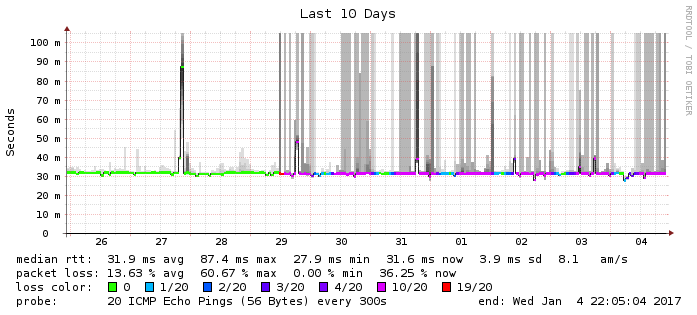 Last 10 Days
RRDTOOL / TOBI OETIKER
Seconds
100 m
90 m
80 m
70 m
60 m
50 m
40 m
30 m
20 m
10 m
0
26 27 28 29 30 31 01 02 03 04
median rtt: 31.9 ms avg 87.4 ms max 27.9 ms min 31.6 ms now 3.9 ms sd 8.1 am/s
packet loss: 13.63 % avg 60.67 % max 0.00 % min 36.25 % now
loss color: 0 1/20 2/20 3/20 4/20 10/20 19/20
probe: 20 ICMP Echo Pings (56 Bytes) every 300s end: Wed Jan 4 22:05:04 2017